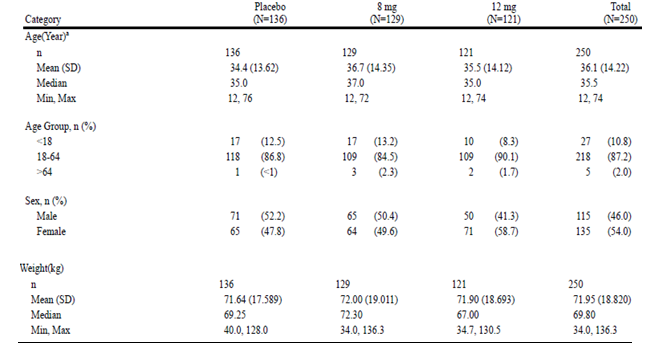 Placebo 8 mg 12 mg Total
Category (N=136) (N=129) (N=121) (N=250)
Age(Year)ª
n 136 129 121 250
Mean (SD) 34.4 (13.62) 36.7 (14.35) 35.5 (14.12) 36.1 (14.22)
Median 35.0 37.0 35.0 35.5
Min, Max 12, 76 12, 72 12, 74 12, 74
Age Group, n (%)
<18 17 (12.5) 17 (13.2) 10 (8.3) 27 (10.8)
18-64 118 (86.8) 109 (84.5) 109 (90.1) 218 (87.2)
>64 1 (<1) 3 (2.3) 2 (1.7) 5 (2.0)
Sex, n (%)
Male 71 (52.2) 65 (50.4) 50 (41.3) 115 (46.0)
Female 65 (47.8) 64 (49.6) 71 (58.7) 135 (54.0)
Weight(kg)
n 136 129 121 250
Mean (SD) 71.64 (17.589) 72.00 (19.011) 71.90 (18.693) 71.95 (18.820)
Median 69.25 72.30 67.00 69.80
Min, Max 40.0, 128.0 34.0, 136.3 34.7, 130.5 34.0, 136.3